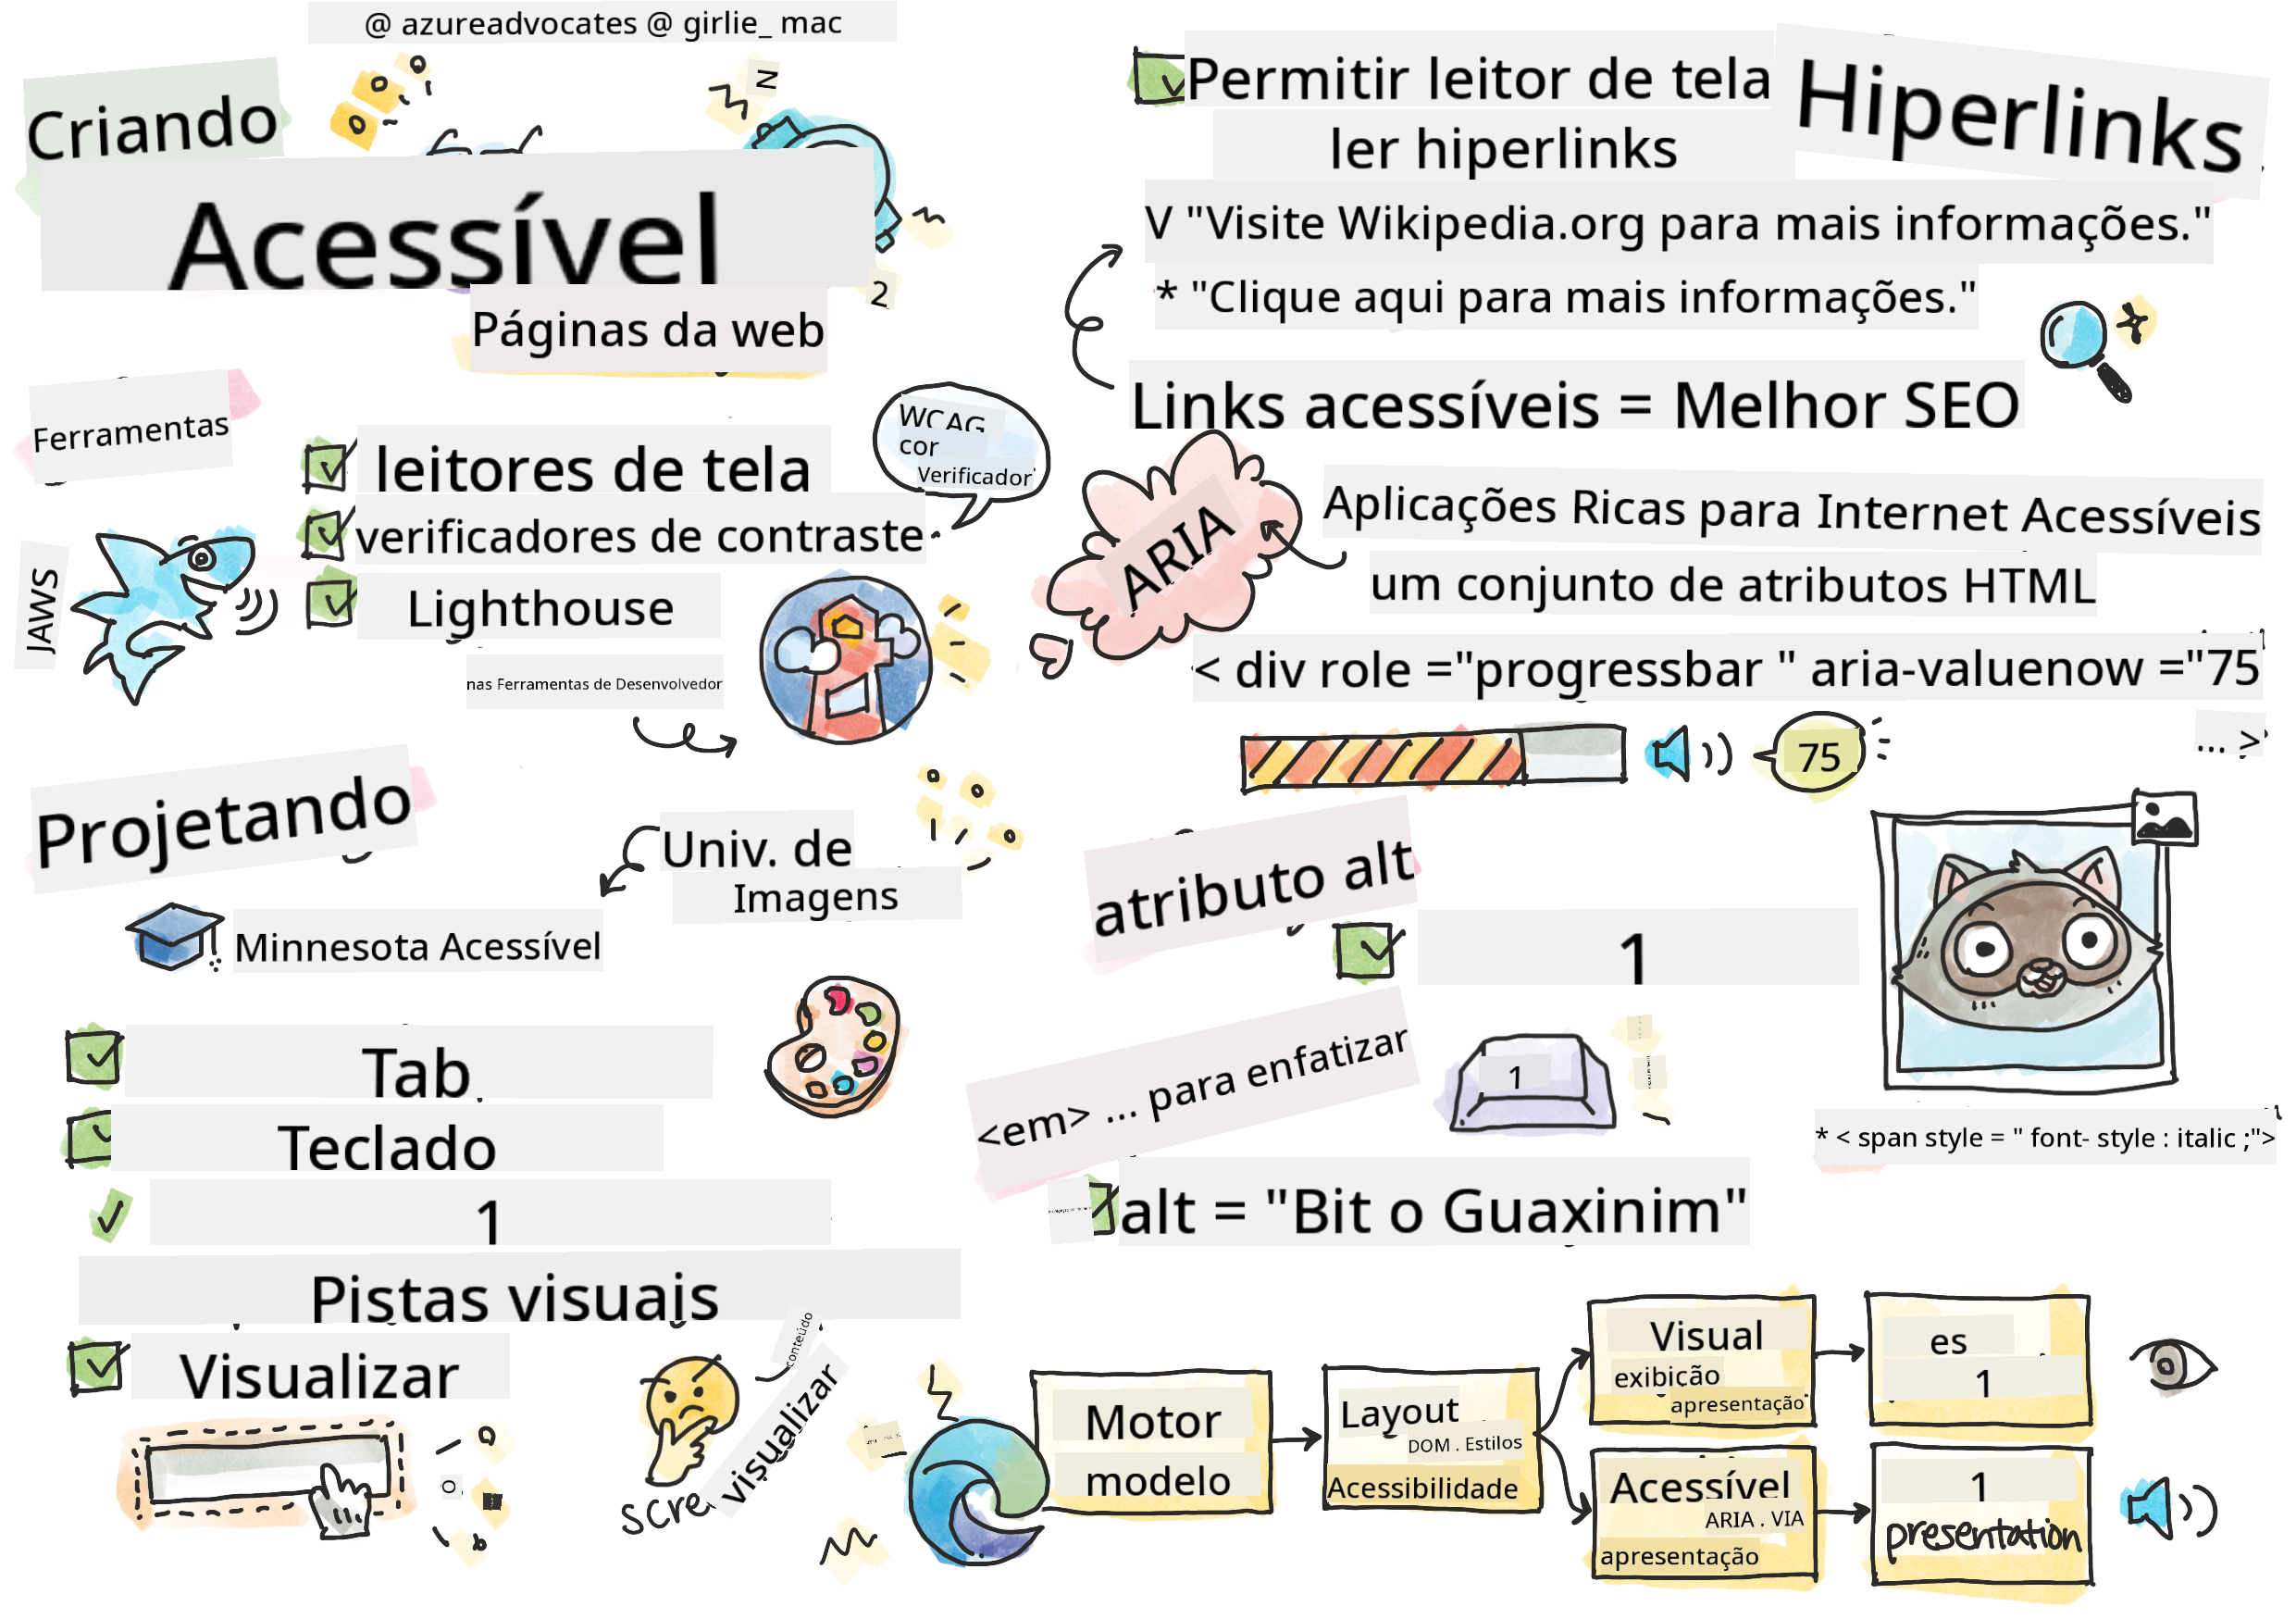 @ azureadvocates @ girlie_ mac
Criando
Acessível
Páginas da web
N
2
Ferramentas
leitores de tela
verificadores de contraste
Lighthouse
nas Ferramentas de Desenvolvedor
WCAG
cor
Verificador
JAWS
Projetando
Univ. de
Imagens
Minnesota Acessível
Tab
Teclado
1
Pistas visuais
Visualizar
conteúdo
visualizar
scre
Permitir leitor de tela
ler hiperlinks
Hiperlinks
V "Visite Wikipedia.org para mais informações."
* "Clique aqui para mais informações."
Links acessíveis = Melhor SEO
ARIA
Aplicações Ricas para Internet Acessíveis
um conjunto de atributos HTML
< div role ="progressbar " aria-valuenow ="75
... >
75
atributo alt
1
<em> ... para enfatizar
1
* < span style = " font- style : italic ;">
alt = "Bit o Guaxinim"
Motor
modelo
Layout
DOM . Estilos
Acessibilidade
Visual
exibição
apresentação
es
1
Acessível
ARIA . VIA
apresentação
1
presentation